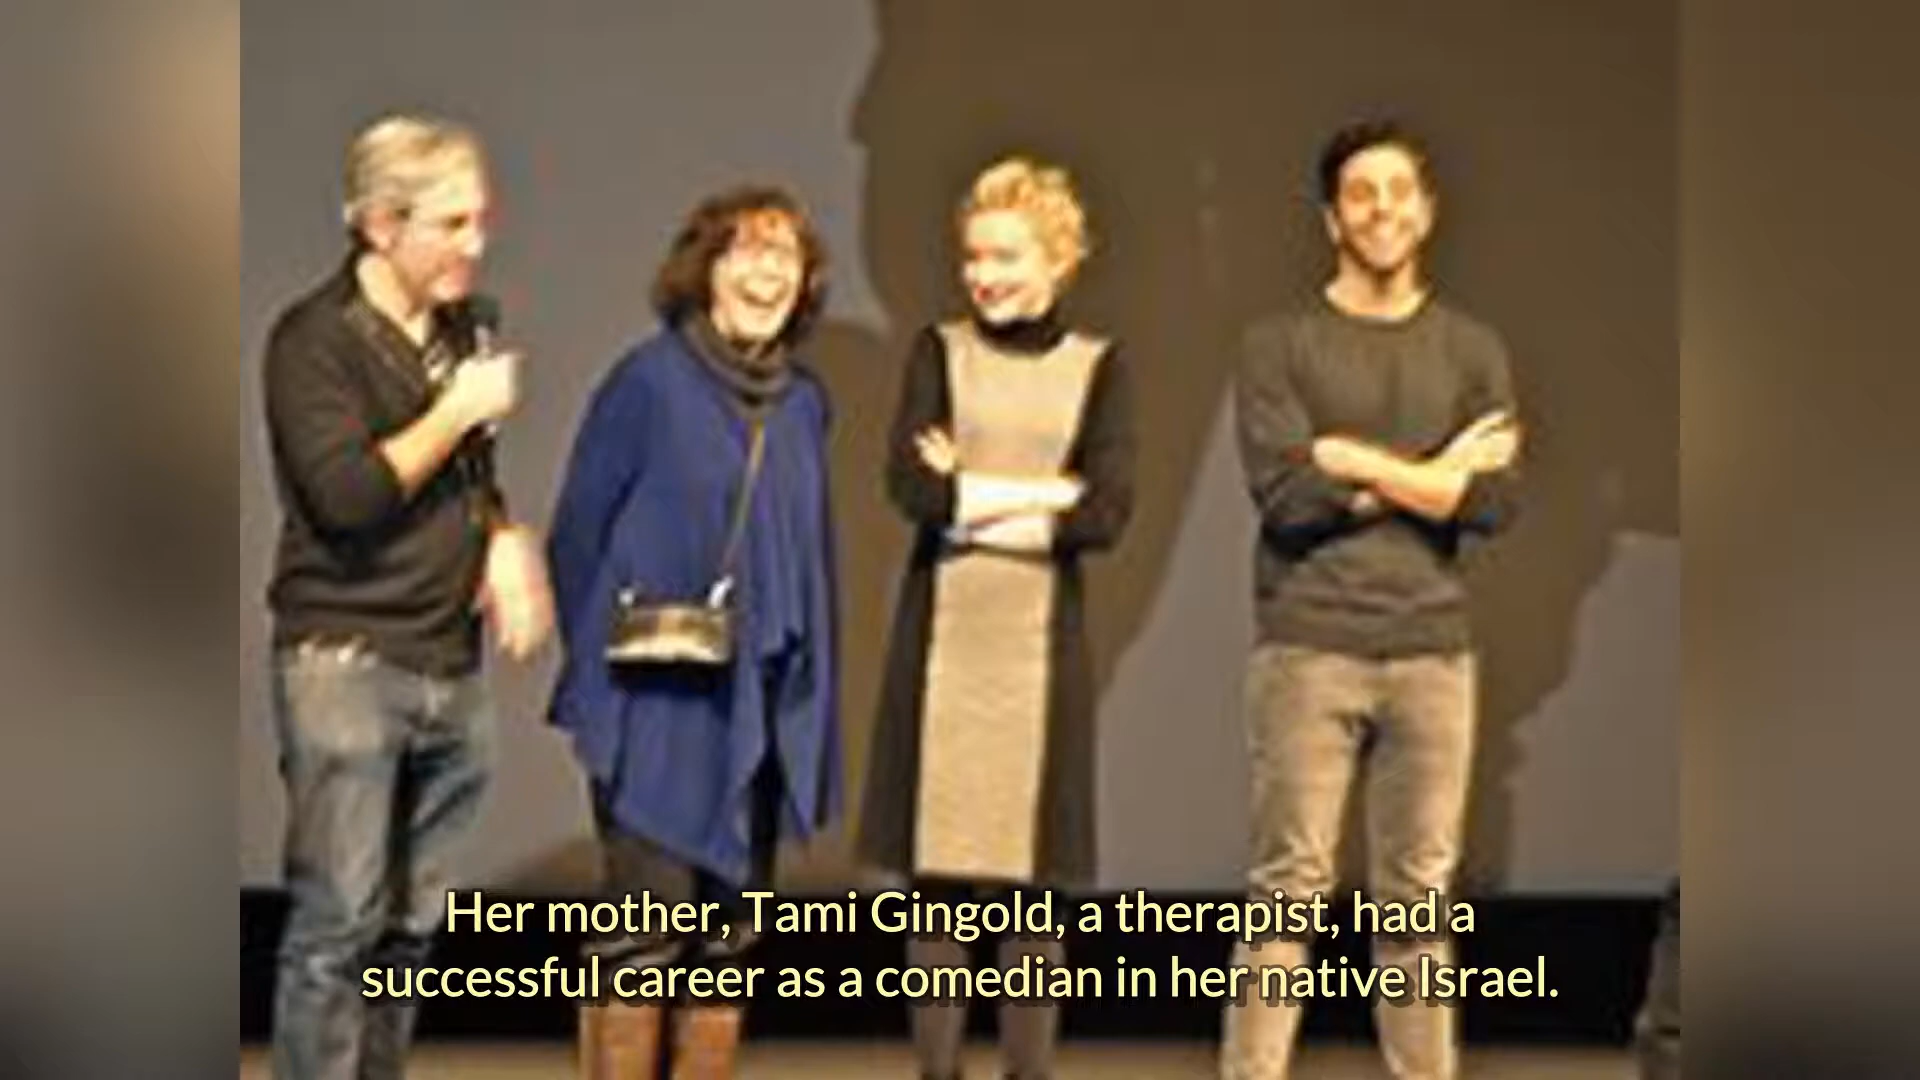 Her mother, Tami Gingold, a therapist, had a
successful career as a comedian in her native Israel.